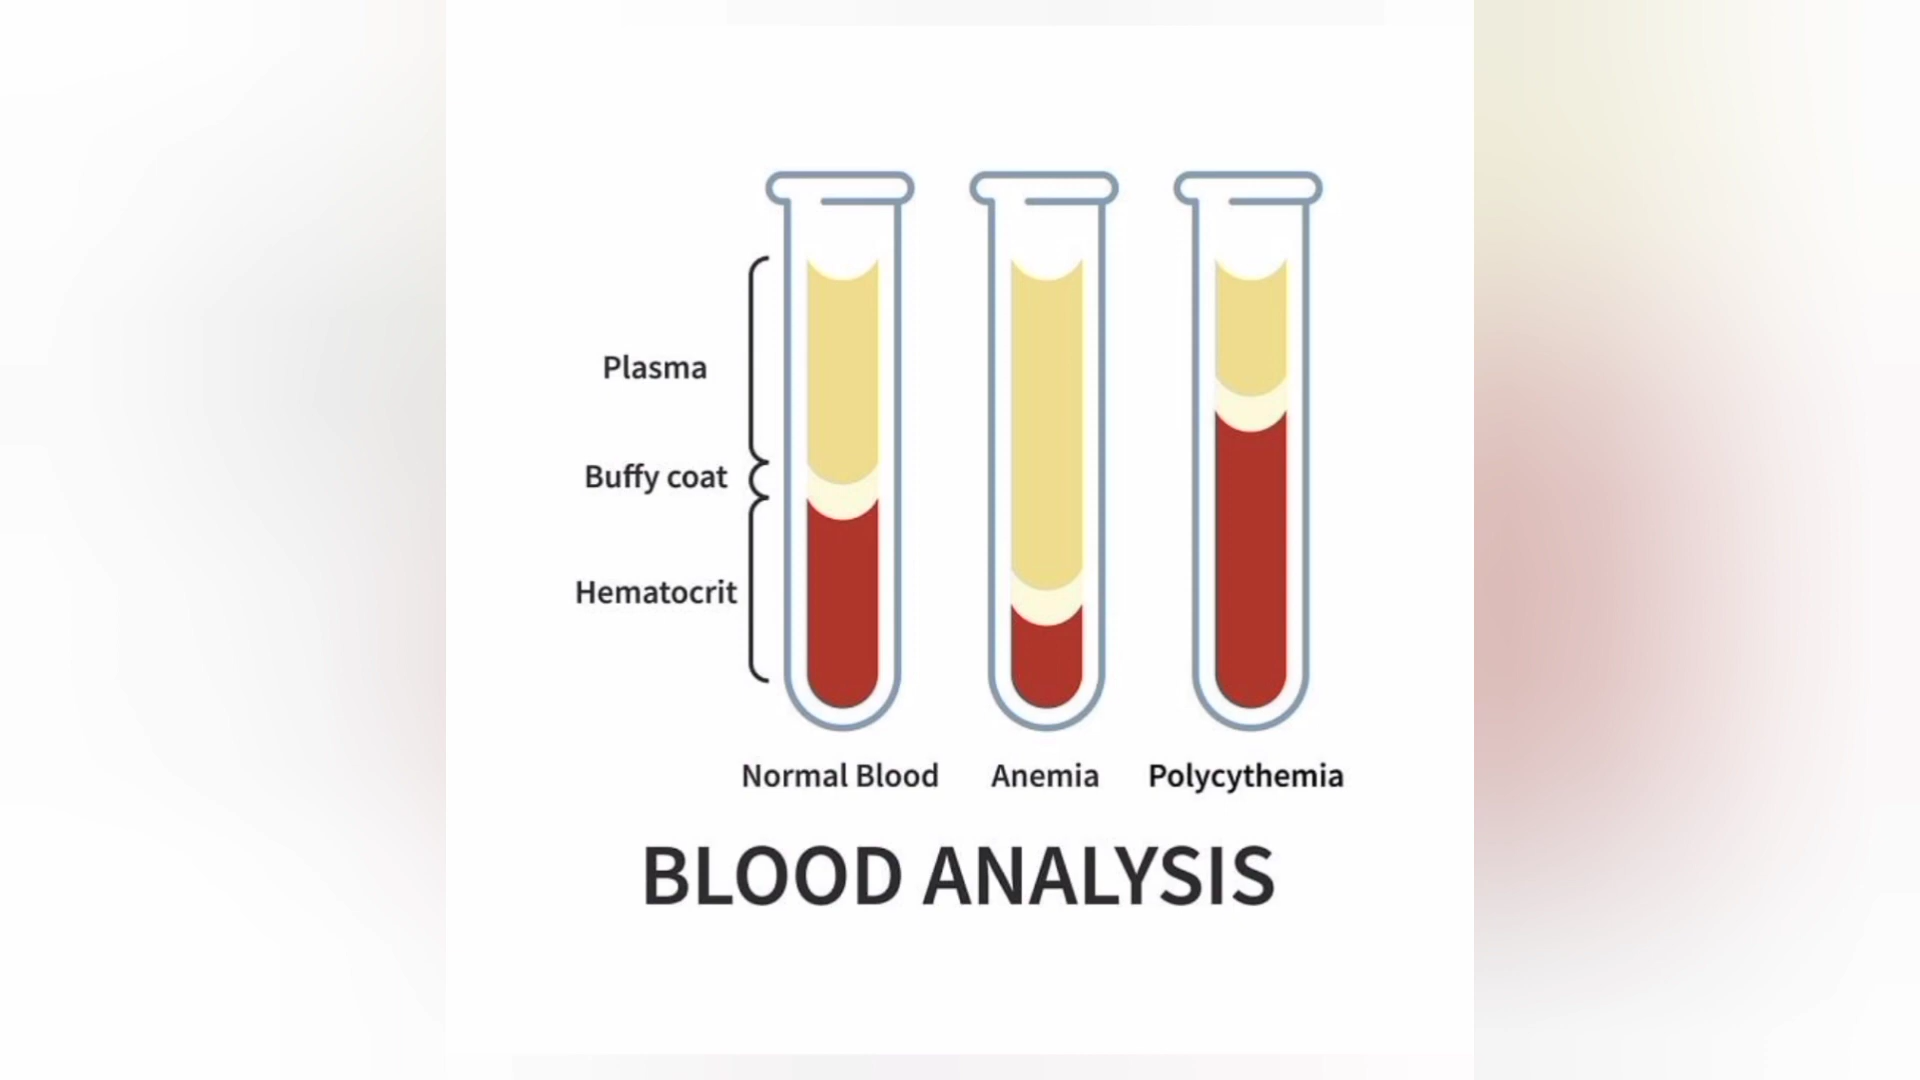 Plasma
Buffy coat
Hematocrit
Normal Blood
Anemia
Polycythemia
BLOOD ANALYSIS